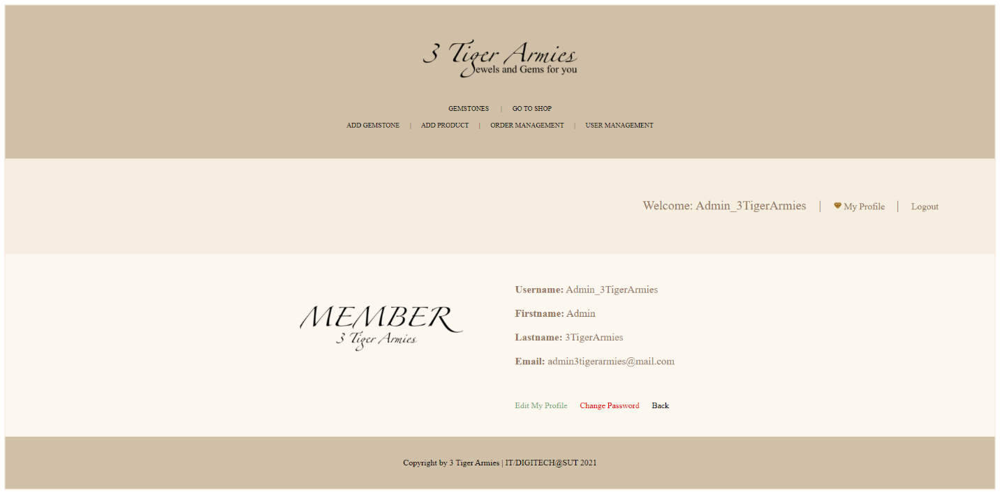 3 Tiger Armies
Jewels and Gems for you
GEMSTONES | GO TO SHOP
ADD GEMSTONE | ADD PRODUCT | ORDER MANAGEMENT | USER MANAGEMENT
Welcome: Admin_3TigerArmies | My Profile | Logout
MEMBER
3 Tiger Armies
Username: Admin_3TigerArmies
Firstname: Admin
Lastname: 3TigerArmies
Email: admin3tigerarmies@mail.com
Edit My Profile Change Password Back
Copyright by 3 Tiger Armies | IT/DIGITECH@SUT 2021